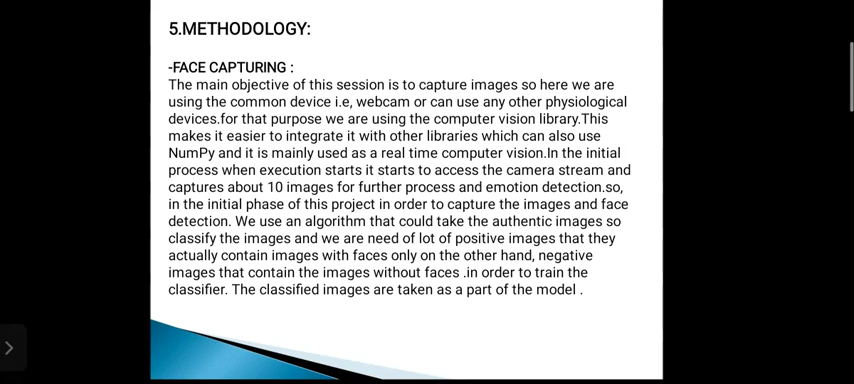 5.METHODOLOGY:
-FACE CAPTURING :
The main objective of this session is to capture images so here we are
using the common device i.e, webcam or can use any other physiological
devices.for that purpose we are using the computer vision library.This
makes it easier to integrate it with other libraries which can also use
NumPy and it is mainly used as a real time computer vision.In the initial
process when execution starts it starts to access the camera stream and
captures about 10 images for further process and emotion detection.so,
in the initial phase of this project in order to capture the images and face
detection. We use an algorithm that could take the authentic images so
classify the images and we are need of lot of positive images that they
actually contain images with faces only on the other hand, negative
images that contain the images without faces .in order to train the
classifier. The classified images are taken as a part of the model .